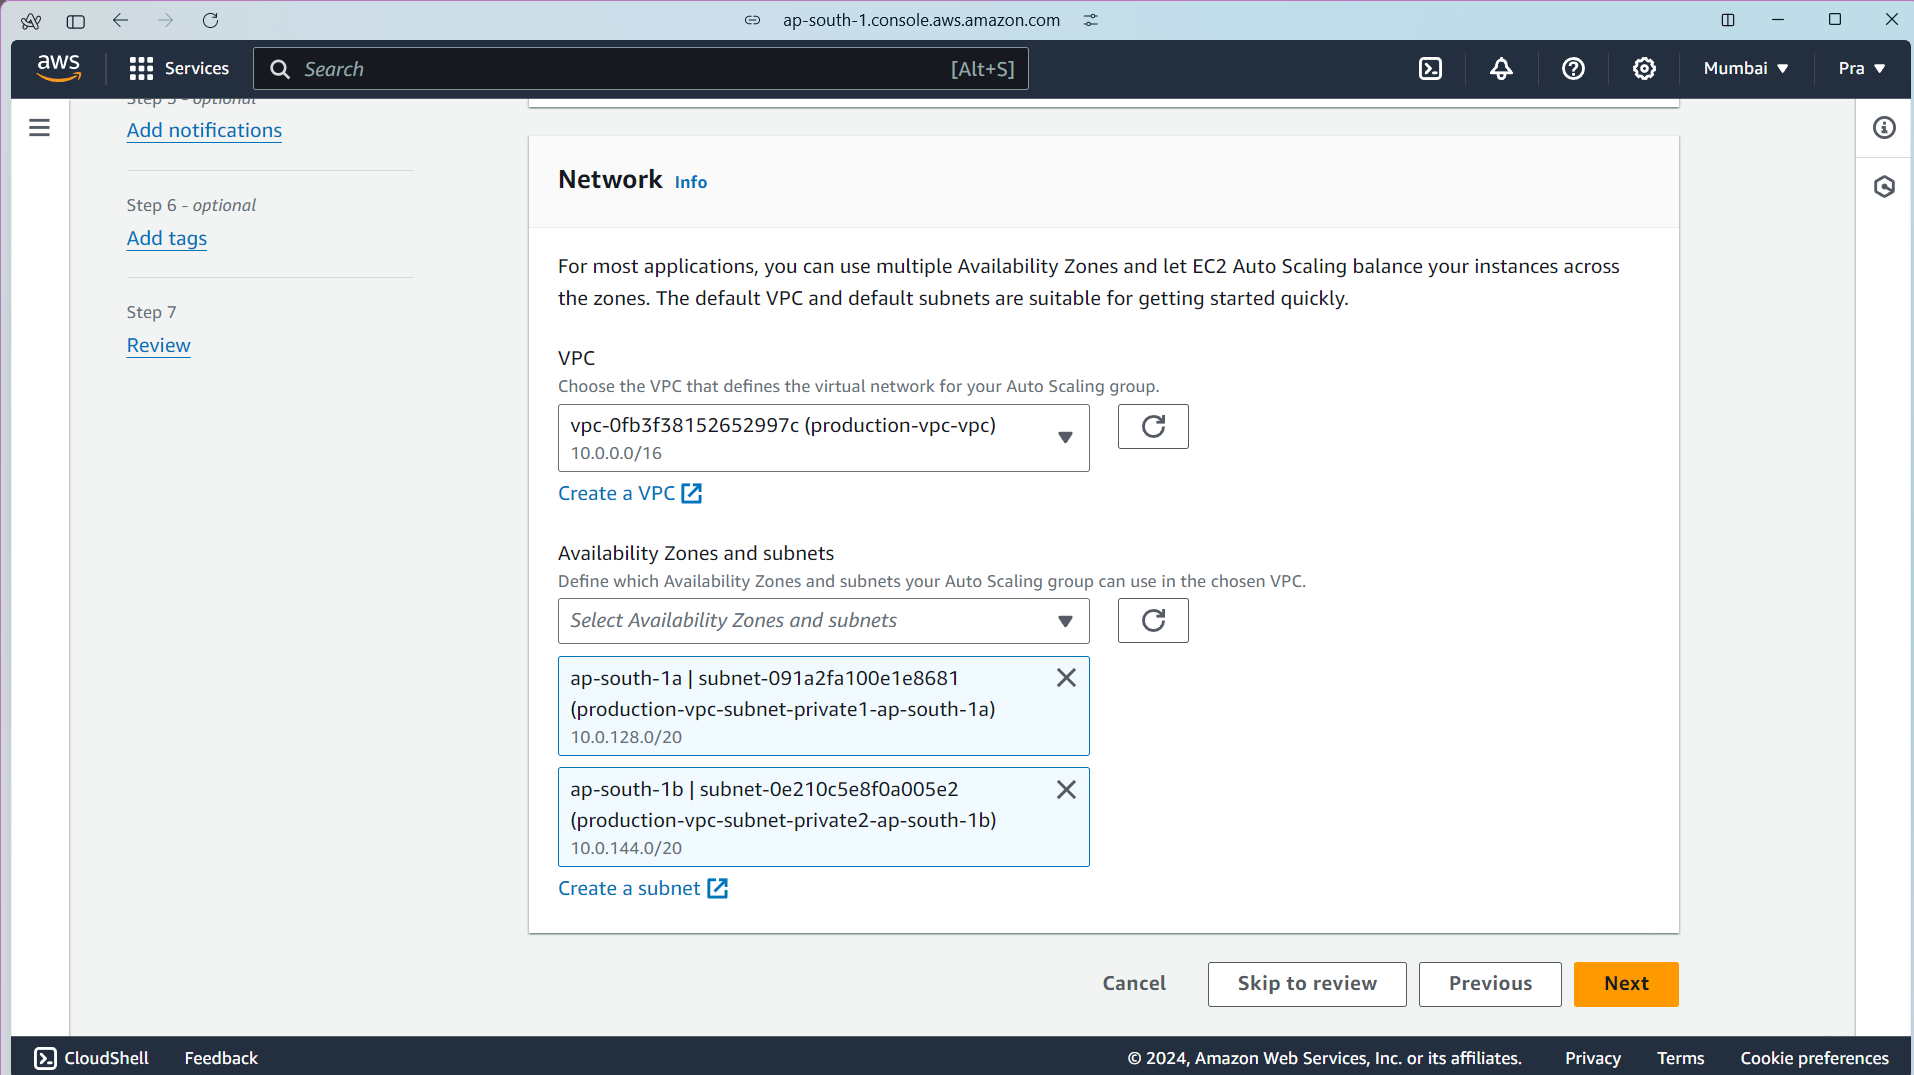 ap-south-1.console.aws.amazon.com
aws
Services
Search
[Alt+S]
Mumbai
Pra
Step 5 - optional
Add notifications
Step 6 - optional
Add tags
Step 7
Review
Network Info
For most applications, you can use multiple Availability Zones and let EC2 Auto Scaling balance your instances across
the zones. The default VPC and default subnets are suitable for getting started quickly.
VPC
Choose the VPC that defines the virtual network for your Auto Scaling group.
vpc-0fb3f38152652997c (production-vpc-vpc)
10.0.0.0/16
Create a VPC
Availability Zones and subnets
Define which Availability Zones and subnets your Auto Scaling group can use in the chosen VPC.
Select Availability Zones and subnets
ap-south-1a | subnet-091a2fa100e1e8681
(production-vpc-subnet-private1-ap-south-1a)
10.0.128.0/20
ap-south-1b | subnet-0e210c5e8f0a005e2
(production-vpc-subnet-private2-ap-south-1b)
10.0.144.0/20
Create a subnet
Cancel
Skip to review
Previous
Next
CloudShell
Feedback
© 2024, Amazon Web Services, Inc. or its affiliates.
Privacy
Terms
Cookie preferences